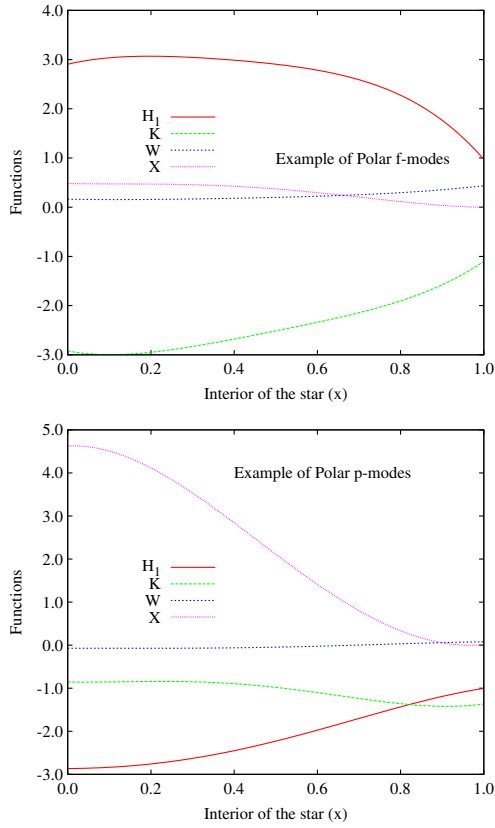 4.0
3.0
2.0
1.0
0.0
-1.0
-2.0
-3.0
Functions
H1
K
W
X
Example of Polar f-modes
0.0 0.2 0.4 0.6 0.8 1.0
Interior of the star (x)
5.0
4.0
3.0
2.0
1.0
0.0
-1.0
-2.0
-3.0
Functions
Example of Polar p-modes
H1
K
W
X
0.0 0.2 0.4 0.6 0.8 1.0
Interior of the star (x)